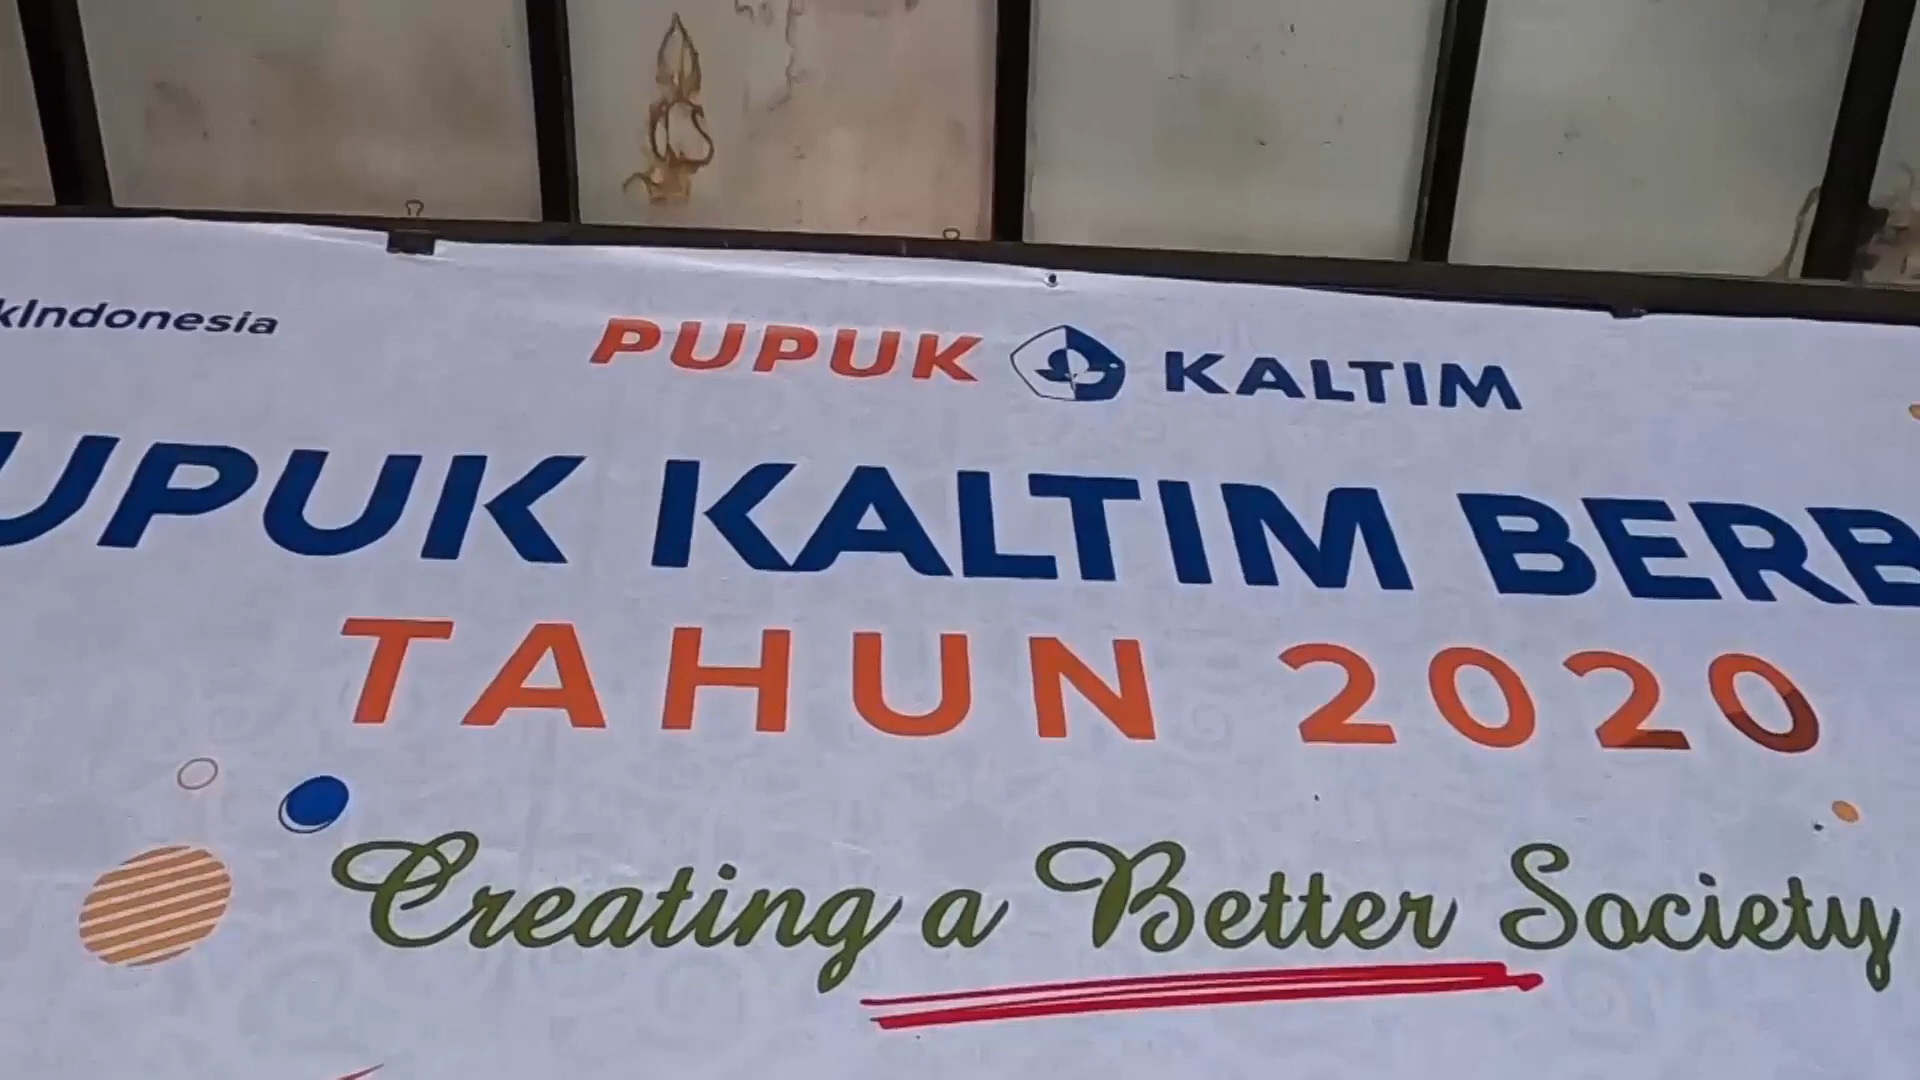 kIndonesia
PUPUK KALTIM
UPUK KALTIM BERB
TAHUN 2020
Creating a Better Society